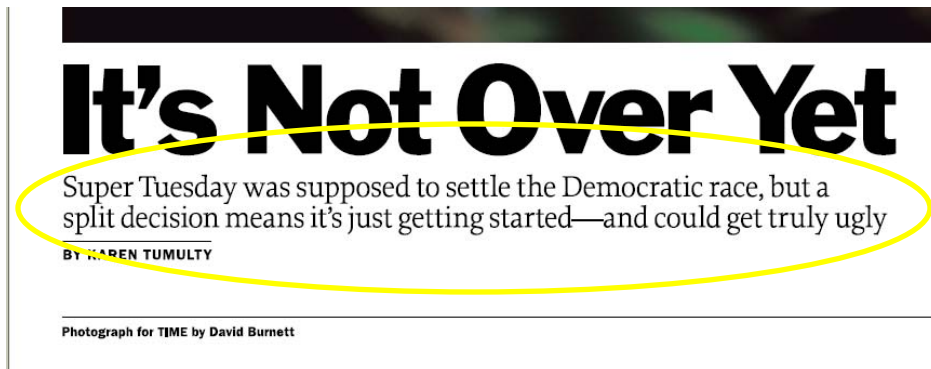 It's Not Over Yet
Super Tuesday was supposed to settle the Democratic race, but a
split decision means it's just getting started—and could get truly ugly
BY KAREN TUMULTY
Photograph for TIME by David Burnett